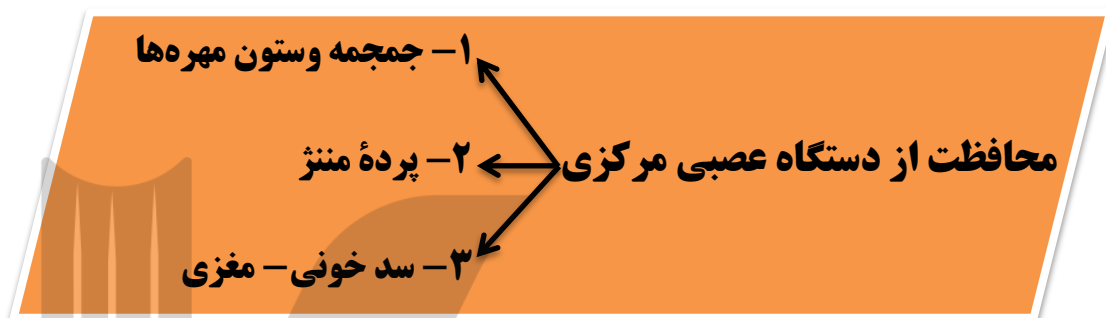 محافظت از دستگاه عصبی مرکزی
۱- جمجمه وستون مهره‌ها
۲- پردهٔ مننژ
۳- سد خونی- مغزی